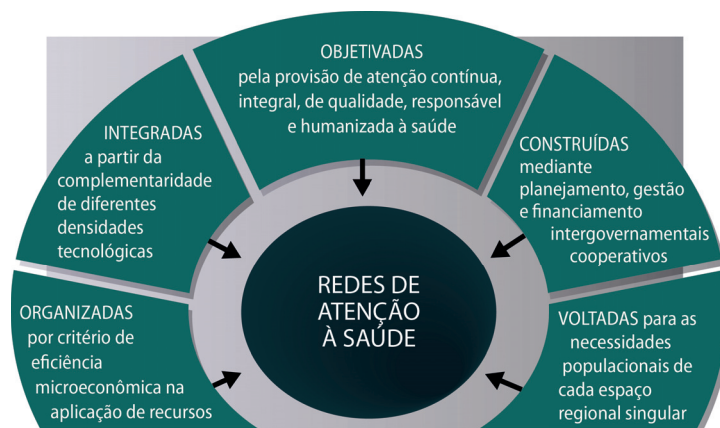 OBJETIVADAS
pela provisão de atenção contínua,
integral, de qualidade, responsável
e humanizada à saúde
INTEGRADAS
a partir da
complementaridade
de diferentes
densidades
tecnológicas
CONSTRUÍDAS
mediante
planejamento, gestão
e financiamento
intergovernamentais
cooperativos
REDES DE
ATENÇÃO
À SAÚDE
ORGANIZADAS
por critério de
eficiência
microeconômica na
aplicação de recursos
VOLTADAS para as
necessidades
populacionais de
cada espaço
regional singular